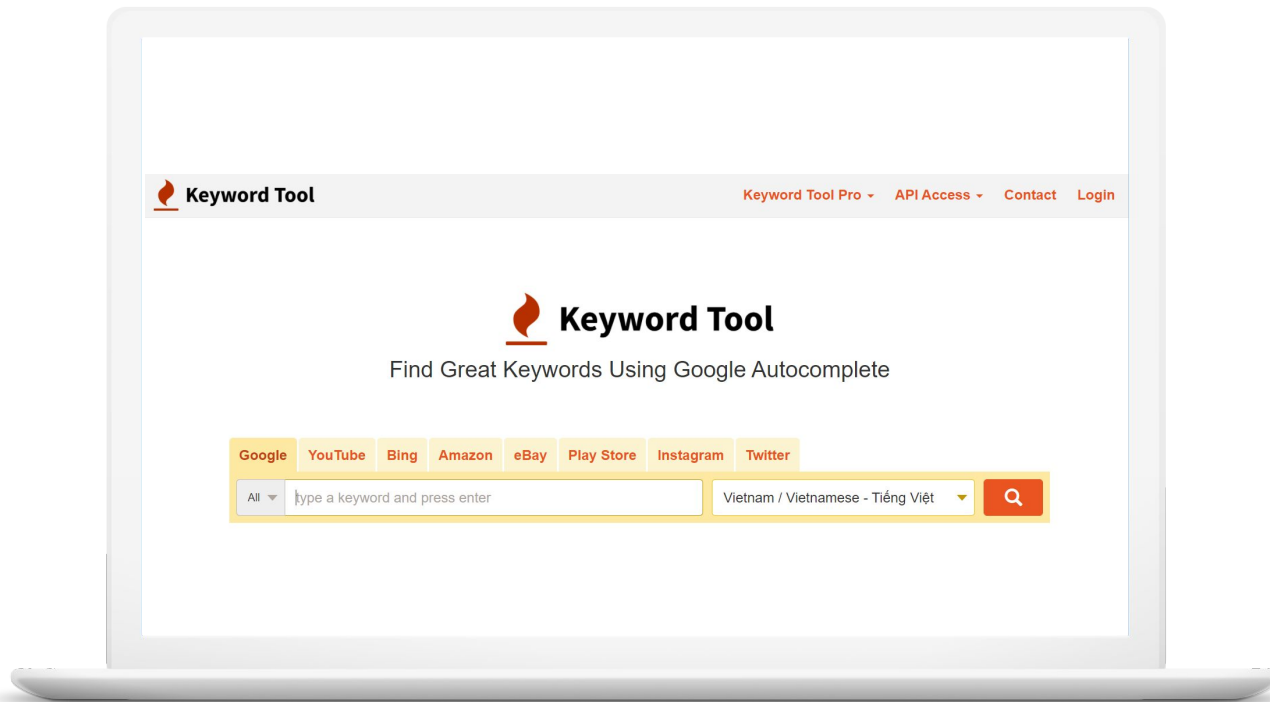 Keyword Tool
Keyword Tool Pro API Access Contact Login
Keyword Tool
Find Great Keywords Using Google Autocomplete
Google YouTube Bing Amazon eBay Play Store Instagram Twitter
All type a keyword and press enter Vietnam / Vietnamese - Tiếng Việt